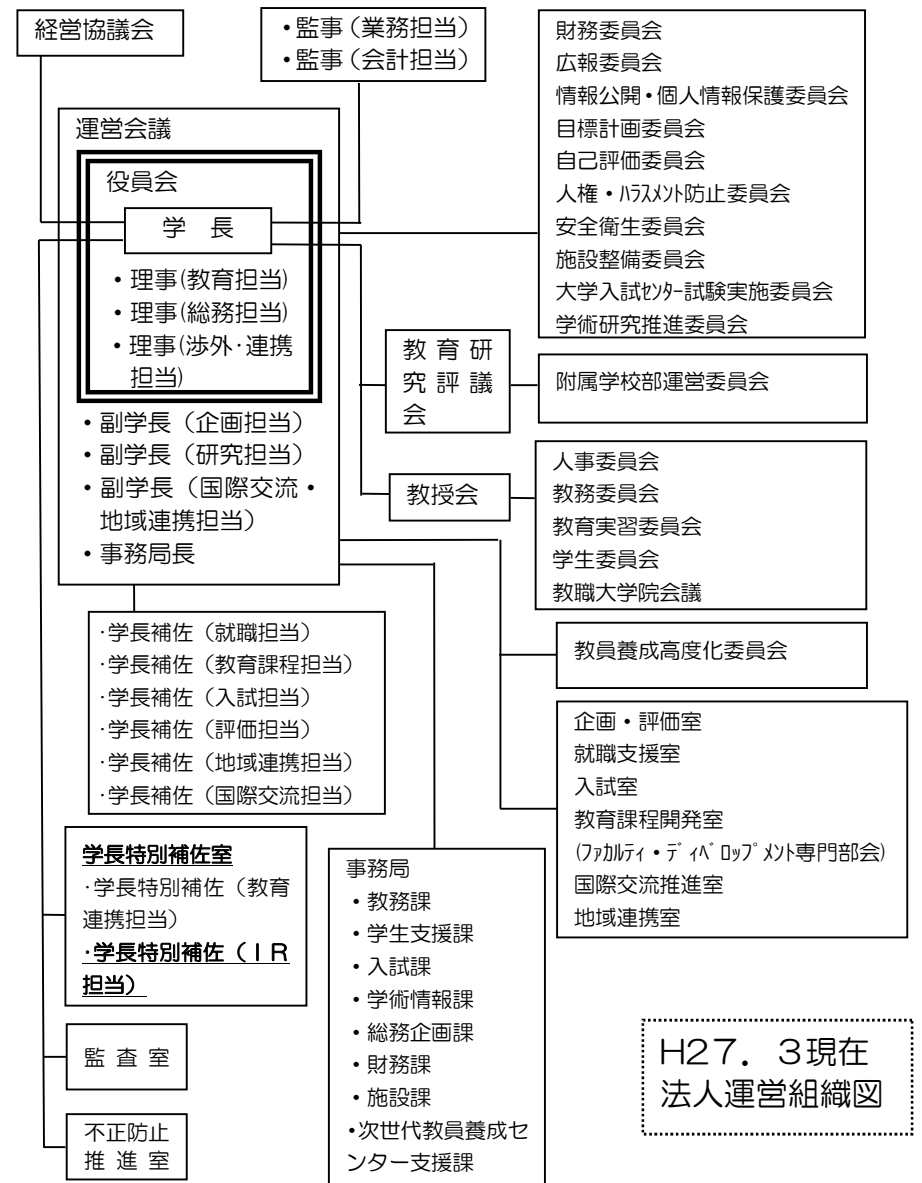 経営協議会
・監事(業務担当)
・監事(会計担当)
運営会議
役員会
学　長
・理事(教育担当)
・理事(総務担当)
・理事(渉外・連携
担当)
・副学長（企画担当）
・副学長（研究担当）
・副学長（国際交流・
地域連携担当）
・事務局長
財務委員会
広報委員会
情報公開・個人情報保護委員会
目標計画委員会
自己評価委員会
人権・ﾊﾗｽﾒﾝﾄ防止委員会
安全衛生委員会
施設整備委員会
大学入試ｾﾝﾀｰ試験実施委員会
学術研究推進委員会
教 育 研
究 評 議
会
附属学校部運営委員会
教授会
人事委員会
教務委員会
教育実習委員会
学生委員会
教職大学院会議
教員養成高度化委員会
企画・評価室
就職支援室
入試室
教育課程開発室
(ﾌｧｶﾙﾃｨ・ﾃﾞｨﾍﾞﾛｯﾌﾟﾒﾝﾄ専門部会)
国際交流推進室
地域連携室
・学長補佐（就職担当）
・学長補佐（教育課程担当）
・学長補佐（入試担当）
・学長補佐（評価担当）
・学長補佐（地域連携担当）
・学長補佐（国際交流担当）
学長特別補佐室
・学長特別補佐（教育
連携担当）
・学長特別補佐（ＩＲ
担当）
監 査 室
不正防止
推 進 室
事務局
・教務課
・学生支援課
・入試課
・学術情報課
・総務企画課
・財務課
・施設課
・次世代教員養成セ
ンター支援課
H27．3現在
法人運営組織図